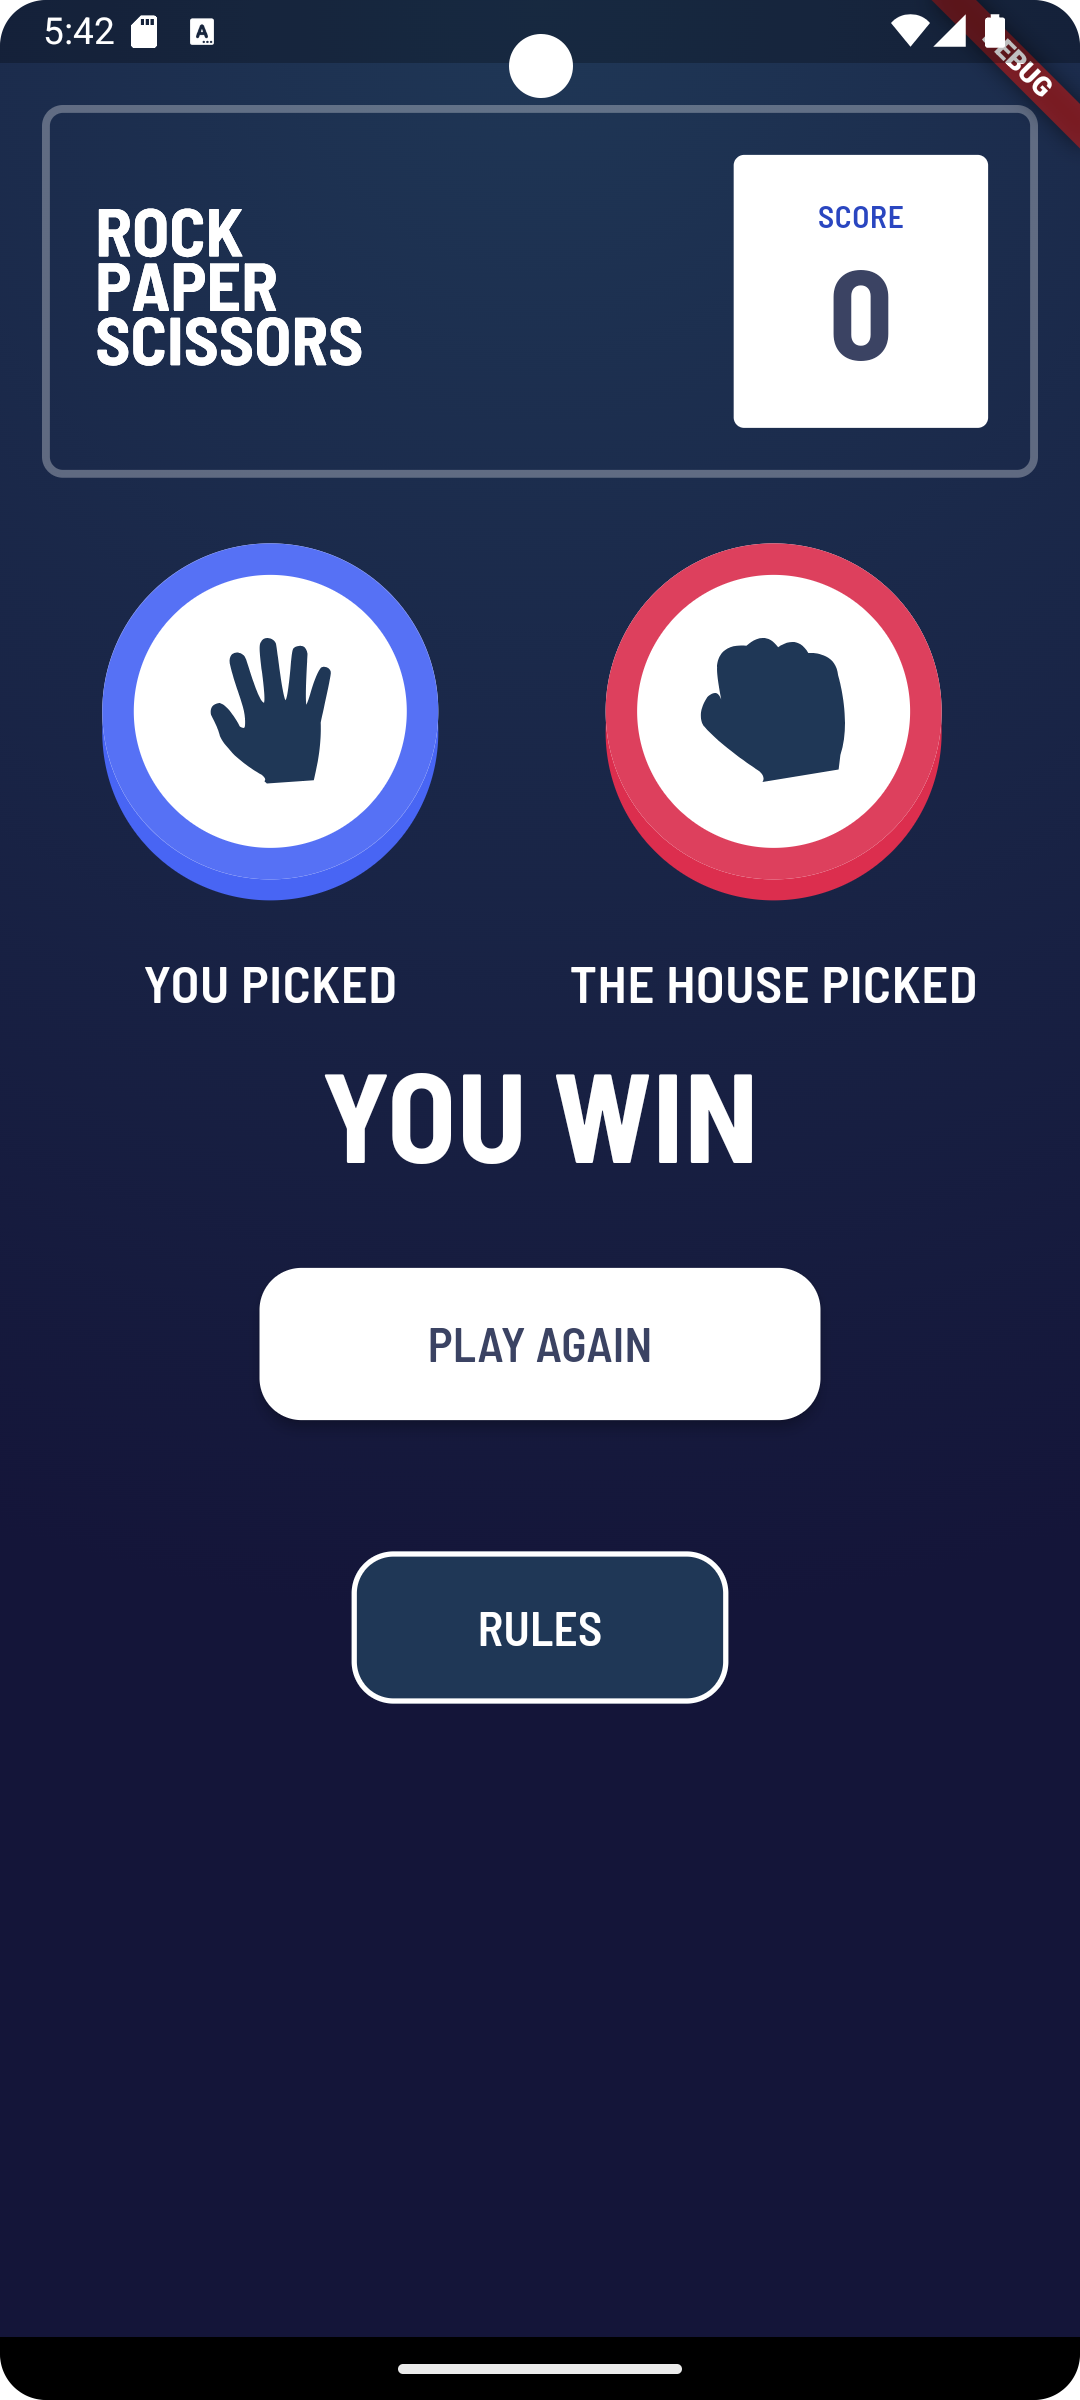 5:42
EBUG
ROCK
PAPER
SCISSORS
SCORE
0
YOU PICKED
THE HOUSE PICKED
YOU WIN
PLAY AGAIN
RULES